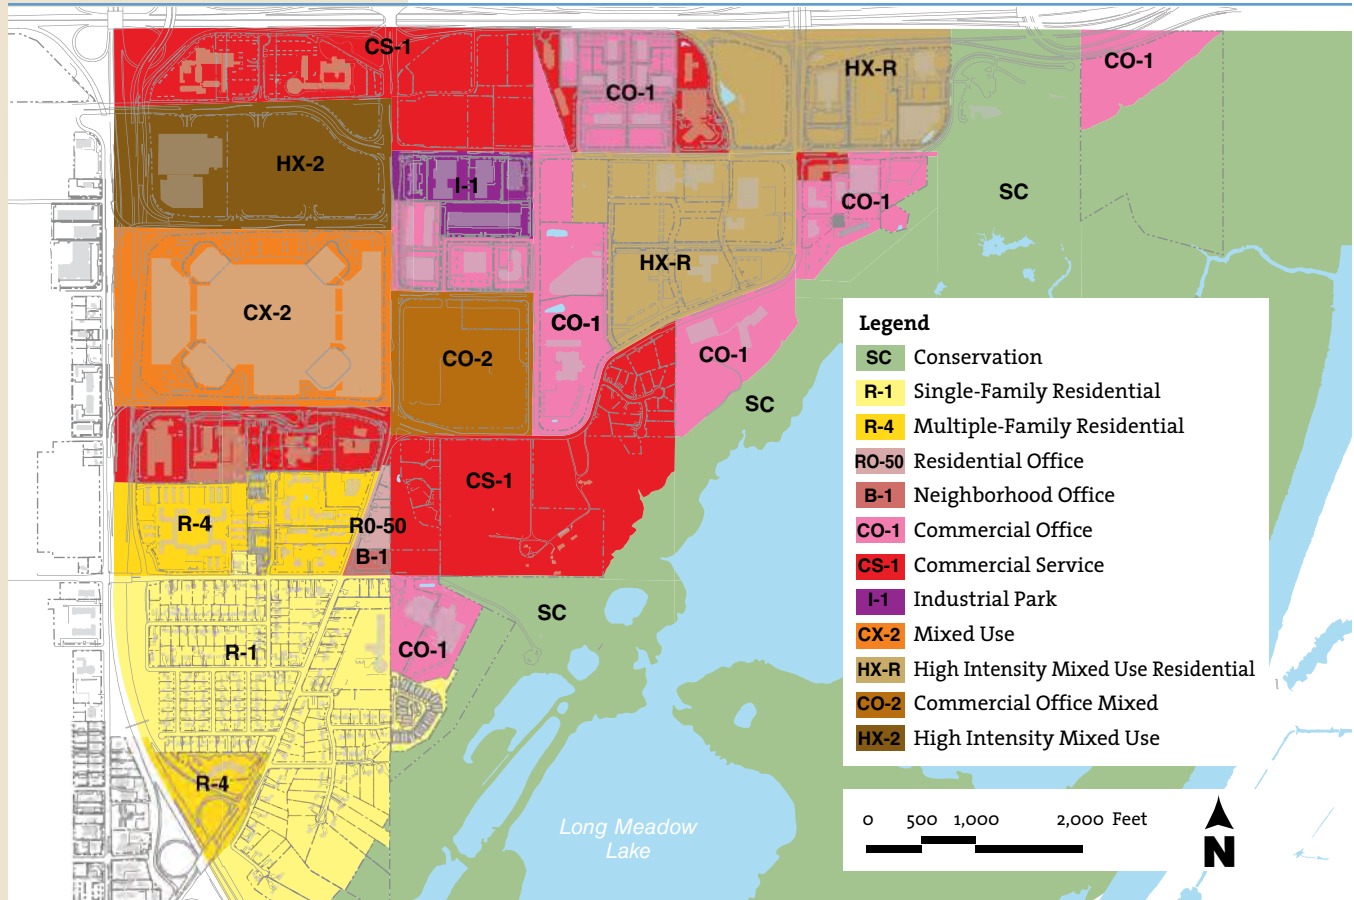 CS-1
CO-1
HX-R
CO-1
HX-2
I-1
CO-1
SC
HX-R
CX-2
CO-1
CO-2
CO-1
SC
CS-1
R-4
R0-50
B-1
SC
R-1
CO-1
R-4
Long Meadow
Lake
Legend
SC Conservation
R-1 Single-Family Residential
R-4 Multiple-Family Residential
RO-50 Residential Office
B-1 Neighborhood Office
CO-1 Commercial Office
CS-1 Commercial Service
I-1 Industrial Park
CX-2 Mixed Use
HX-R High Intensity Mixed Use Residential
CO-2 Commercial Office Mixed
HX-2 High Intensity Mixed Use
0 500 1,000 2,000 Feet
N